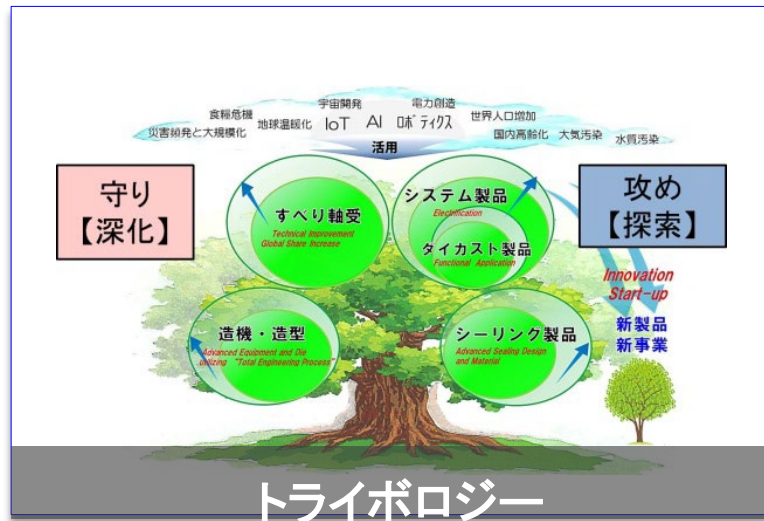 宇宙開発
電力創造
食糧危機
世界人口増加
災害頻発と大規模化
地球温暖化
IoT AI ロボティクス
国内高齢化
大気汚染
水質汚染
活用
守り
【深化】
攻め
【探索】
すべり軸受
Technical Improvement
Global Share Increase
システム製品
Electrification
ダイカスト製品
Functional Application
Innovation
Start-up
新製品
新事業
造機・造型
Advanced Equipment and Die
utilizing "Total Engineering Process"
シーリング製品
Advanced Sealing Design
and Material
トライボロジー